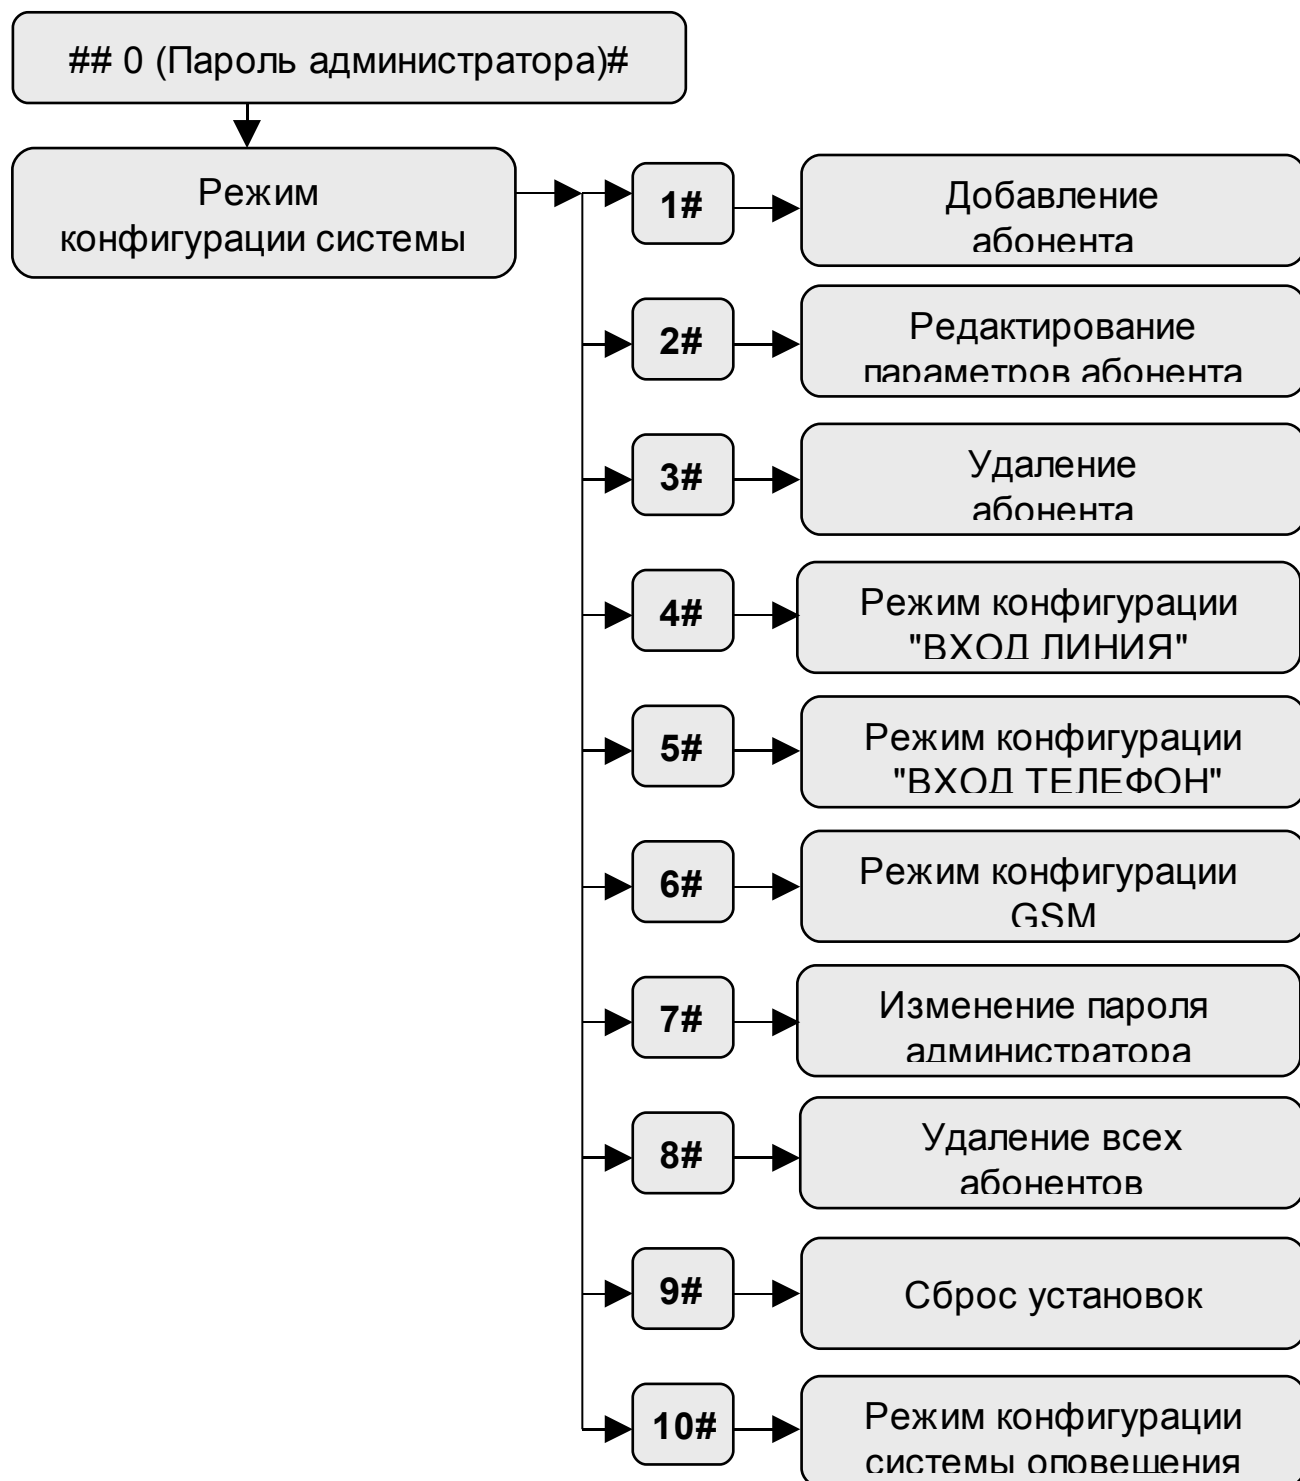 ## 0 (Пароль администратора)#
Режим
конфигурации системы
1#
Добавление
абонента
2#
Редактирование
параметров абонента
3#
Удаление
абонента
4#
Режим конфигурации
"ВХОД ЛИНИЯ"
5#
Режим конфигурации
"ВХОД ТЕЛЕФОН"
6#
Режим конфигурации
GSM
7#
Изменение пароля
администратора
8#
Удаление всех
абонентов
9#
Сброс установок
10#
Режим конфигурации
системы оповещения